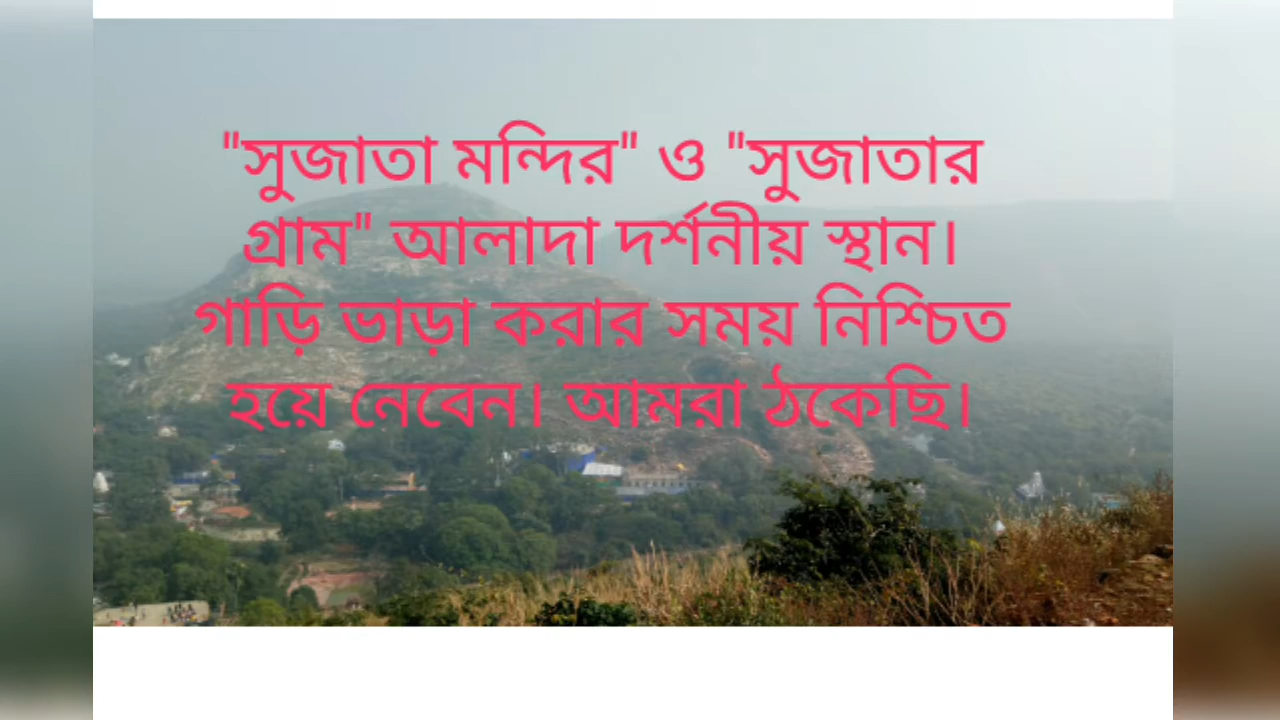 "সুজাতা মন্দির" ও "সুজাতার
গ্রাম" আলাদা দর্শনীয় স্থান।
গাড়ি ভাড়া করার সময় নিশ্চিত
হয়ে নেবেন। আমরা ঠকেছি।